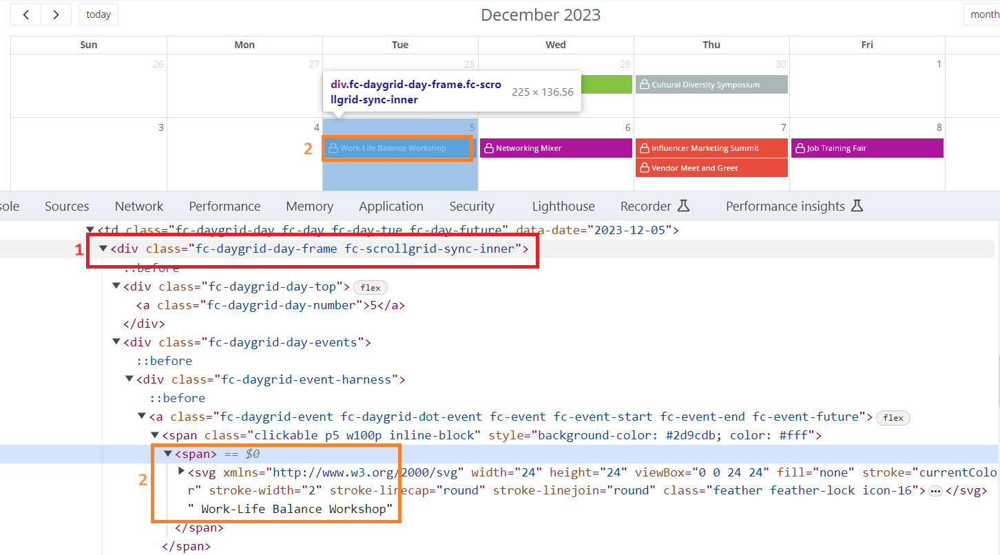 today
December 2023
month
Sun Mon Tue Wed Thu Fri
26 27 28 29 30 1
div.fc-daygrid-day-frame.fc-scro
llgrid-sync-inner
225 × 136.56
Cultural Diversity Symposium
3 4 5 6 7 8
2
Work-Life Balance Workshop
Networking Mixer
Influencer Marketing Summit
Job Training Fair
Vendor Meet and Greet
sole Sources Network Performance Memory Application Security Lighthouse Recorder Performance insights
<td class="fc-daygrid-day fc-day fc-day-tue fc-day-future" data-date="2023-12-05">
1
<div class="fc-daygrid-day-frame fc-scrollgrid-sync-inner">
::before
<div class="fc-daygrid-day-top"> flex
<a class="fc-daygrid-day-number">5</a>
</div>
<div class="fc-daygrid-day-events">
::before
<div class="fc-daygrid-event-harness">
::before
<a class="fc-daygrid-event fc-daygrid-dot-event fc-event fc-event-start fc-event-end fc-event-future"> flex
<span class="clickable p5 w100p inline-block" style="background-color: #2d9cdb; color: #fff">
<span> == $0
2
<svg xmlns="http://www.w3.org/2000/svg" width="24" height="24" viewBox="0 0 24 24" fill="none" stroke="currentColo
r" stroke-width="2" stroke-linecap="round" stroke-linejoin="round" class="feather feather-lock icon-16">…</svg>
" Work-Life Balance Workshop"
</span>
</span>